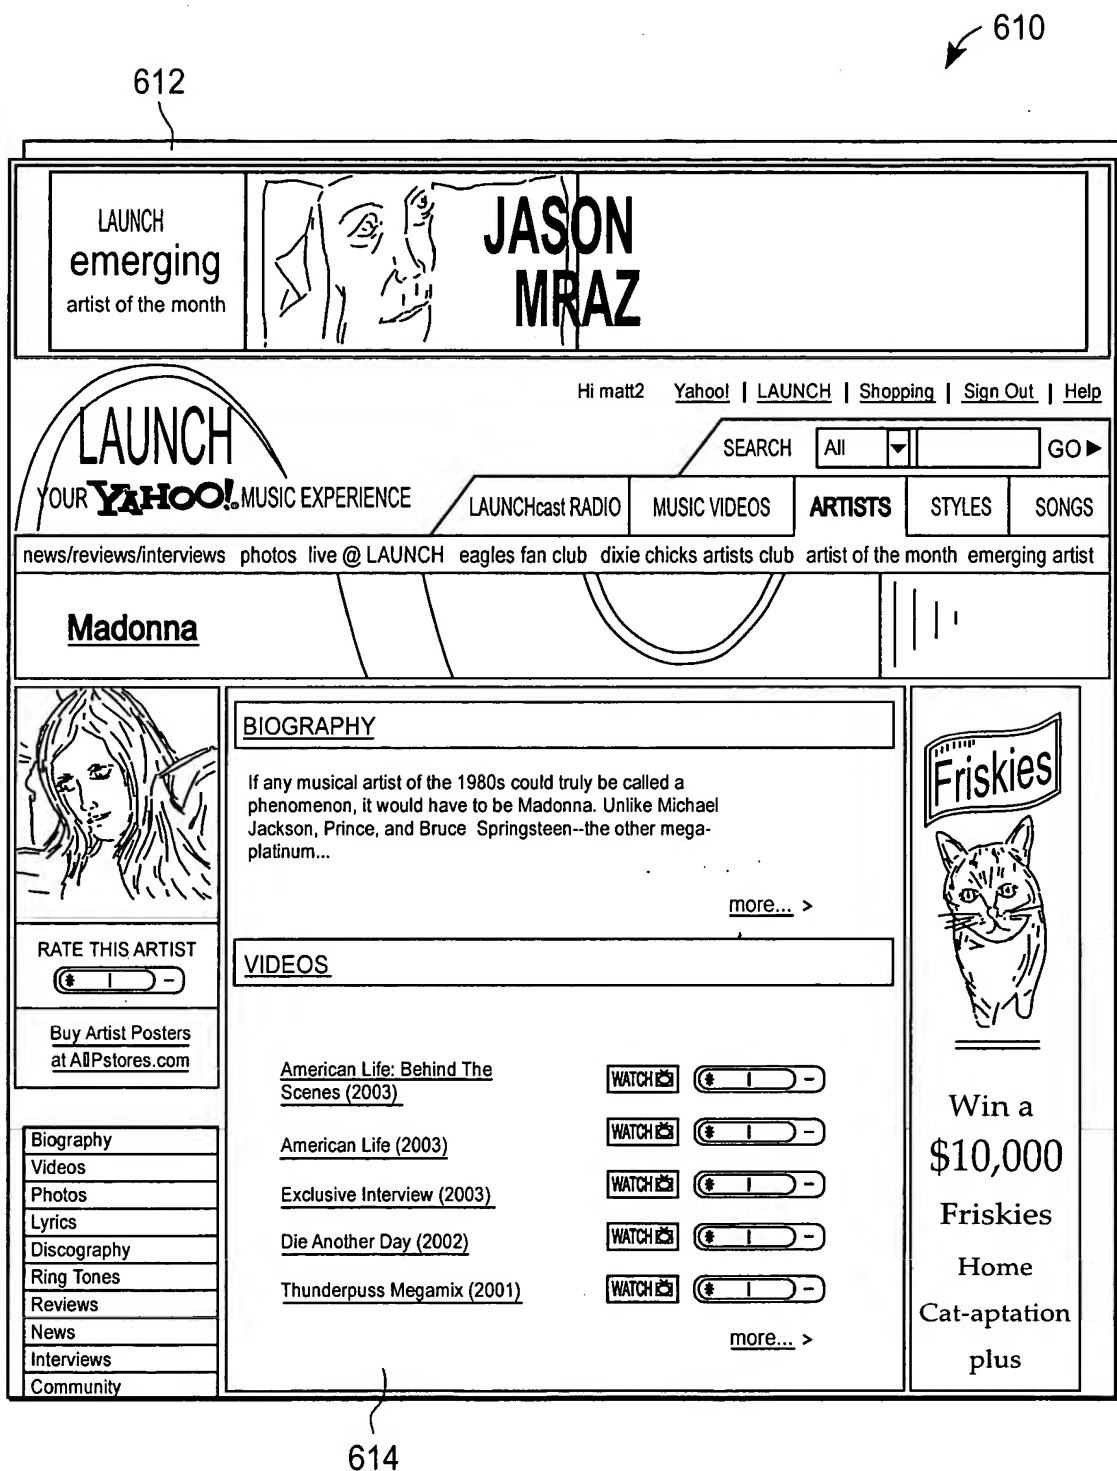 610
612
LAUNCH
emerging
artist of the month
JASON
MRAZ
Hi matt2 Yahoo! | LAUNCH | Shopping | Sign Out | Help
LAUNCH
SEARCH All GO
YOUR YAHOO! MUSIC EXPERIENCE
LAUNCHcast RADIO MUSIC VIDEOS ARTISTS STYLES SONGS
news/reviews/interviews photos live @ LAUNCH eagles fan club dixie chicks artists club artist of the month emerging artist
Madonna
BIOGRAPHY
If any musical artist of the 1980s could truly be called a
phenomenon, it would have to be Madonna. Unlike Michael
Jackson, Prince, and Bruce Springsteen--the other mega-
platinum...
more... >
RATE THIS ARTIST
* | -
Buy Artist Posters
at AllPstores.com
VIDEOS
American Life: Behind The
Scenes (2003)
WATCH * | -
American Life (2003) WATCH * | -
Exclusive Interview (2003) WATCH * | -
Die Another Day (2002) WATCH * | -
Thunderpuss Megamix (2001) WATCH * | -
more... >
Biography
Videos
Photos
Lyrics
Discography
Ring Tones
Reviews
News
Interviews
Community
Friskies
Win a
$10,000
Friskies
Home
Cat-aptation
plus
614